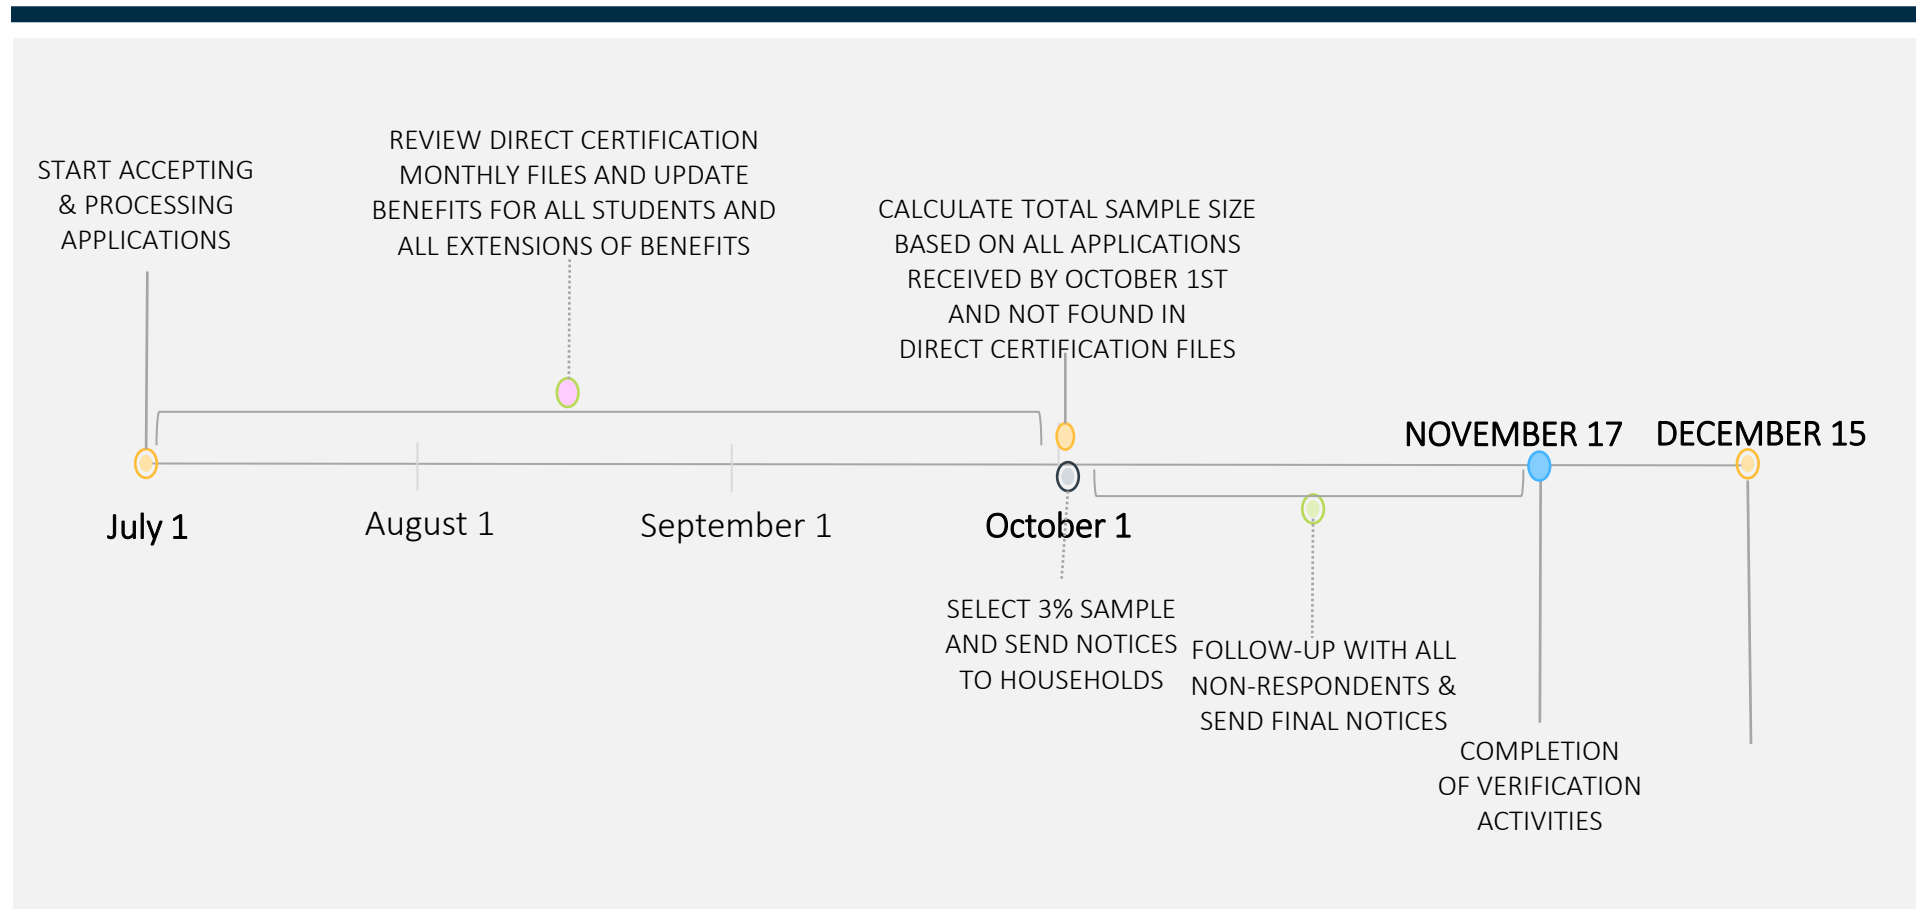 START ACCEPTING
& PROCESSING
APPLICATIONS
REVIEW DIRECT CERTIFICATION
MONTHLY FILES AND UPDATE
BENEFITS FOR ALL STUDENTS AND
ALL EXTENSIONS OF BENEFITS
CALCULATE TOTAL SAMPLE SIZE
BASED ON ALL APPLICATIONS
RECEIVED BY OCTOBER 1ST
AND NOT FOUND IN
DIRECT CERTIFICATION FILES
NOVEMBER 17
DECEMBER 15
July 1
August 1
September 1
October 1
SELECT 3% SAMPLE
AND SEND NOTICES
TO HOUSEHOLDS
FOLLOW-UP WITH ALL
NON-RESPONDENTS &
SEND FINAL NOTICES
COMPLETION
OF VERIFICATION
ACTIVITIES